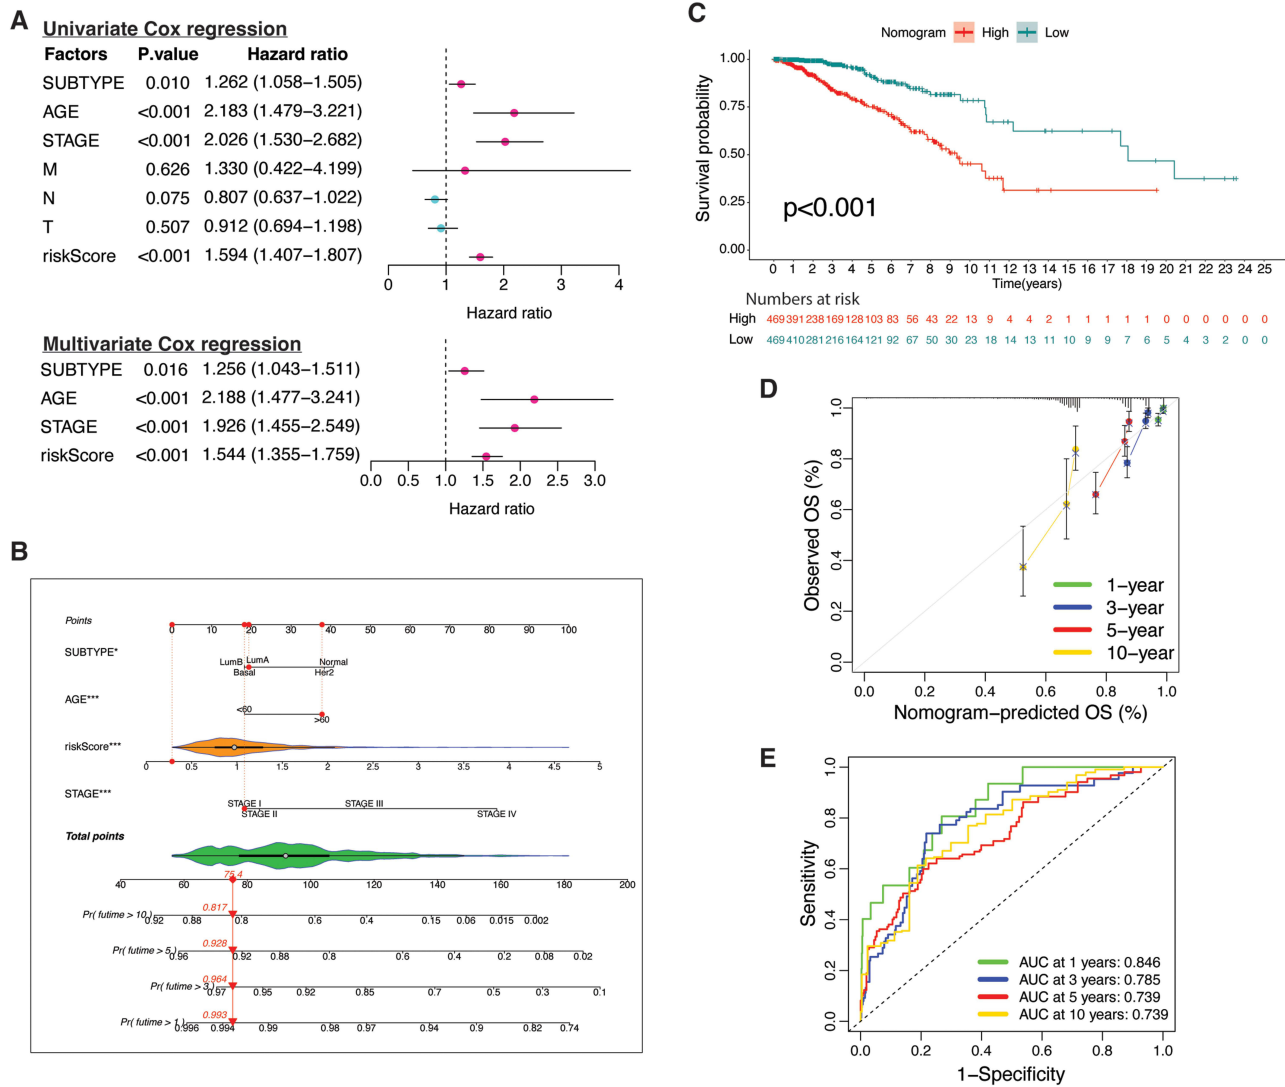 A
Univariate Cox regression
Factors P.value Hazard ratio
SUBTYPE 0.010 1.262 (1.058–1.505)
AGE <0.001 2.183 (1.479–3.221)
STAGE <0.001 2.026 (1.530–2.682)
M 0.626 1.330 (0.422–4.199)
N 0.075 0.807 (0.637–1.022)
T 0.507 0.912 (0.694–1.198)
riskScore <0.001 1.594 (1.407–1.807)
0 1 2 3 4
Hazard ratio
Multivariate Cox regression
SUBTYPE 0.016 1.256 (1.043–1.511)
AGE <0.001 2.188 (1.477–3.241)
STAGE <0.001 1.926 (1.455–2.549)
riskScore <0.001 1.544 (1.355–1.759)
0.0 0.5 1.0 1.5 2.0 2.5 3.0
Hazard ratio
B
Points
0 10 20 30 40 50 60 70 80 90 100
SUBTYPE*
LumB LumA Normal
Basal Her2
AGE***
<60
>60
riskScore***
0 0.5 1 1.5 2 2.5 3 3.5 4 4.5 5
STAGE***
STAGE I STAGE III
STAGE II STAGE IV
Total points
75.4
40 60 80 100 120 140 160 180 200
0.817
Pr( futime > 10 )
0.92 0.88 0.8 0.6 0.4 0.15 0.06 0.015 0.002
0.928
Pr( futime > 5 )
0.96 0.92 0.88 0.8 0.6 0.4 0.2 0.08 0.02
0.964
Pr( futime > 3 )
0.97 0.95 0.92 0.85 0.7 0.5 0.3 0.1
0.993
Pr( futime > 1 )
0.996 0.994 0.99 0.98 0.97 0.94 0.9 0.82 0.74
C
Nomogram High Low
Survival probability
1.00
0.75
0.50
0.25
0.00
p<0.001
0 1 2 3 4 5 6 7 8 9 10 11 12 13 14 15 16 17 18 19 20 21 22 23 24 25
Time(years)
Numbers at risk
High 469 391 238 169 128 103 83 56 43 22 13 9 4 4 2 1 1 1 1 1 0 0 0 0 0 0
Low 469 410 281 216 164 121 92 67 50 30 23 18 14 13 11 10 9 9 7 6 5 4 3 2 0 0
D
Observed OS (%)
1.0
0.8
0.6
0.4
0.2
0.0
1–year
3–year
5–year
10–year
0.0 0.2 0.4 0.6 0.8 1.0
Nomogram–predicted OS (%)
E
Sensitivity
1.0
0.8
0.6
0.4
0.2
0.0
AUC at 1 years: 0.846
AUC at 3 years: 0.785
AUC at 5 years: 0.739
AUC at 10 years: 0.739
0.0 0.2 0.4 0.6 0.8 1.0
1–Specificity